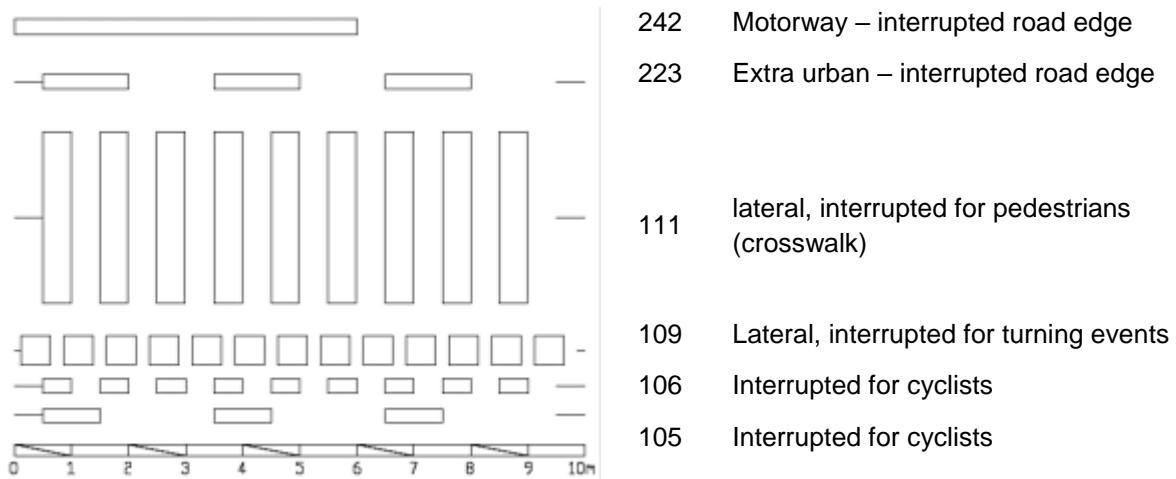 242 Motorway – interrupted road edge
223 Extra urban – interrupted road edge
111 lateral, interrupted for pedestrians
(crosswalk)
109 Lateral, interrupted for turning events
106 Interrupted for cyclists
105 Interrupted for cyclists
0 1 2 3 4 5 6 7 8 9 10m